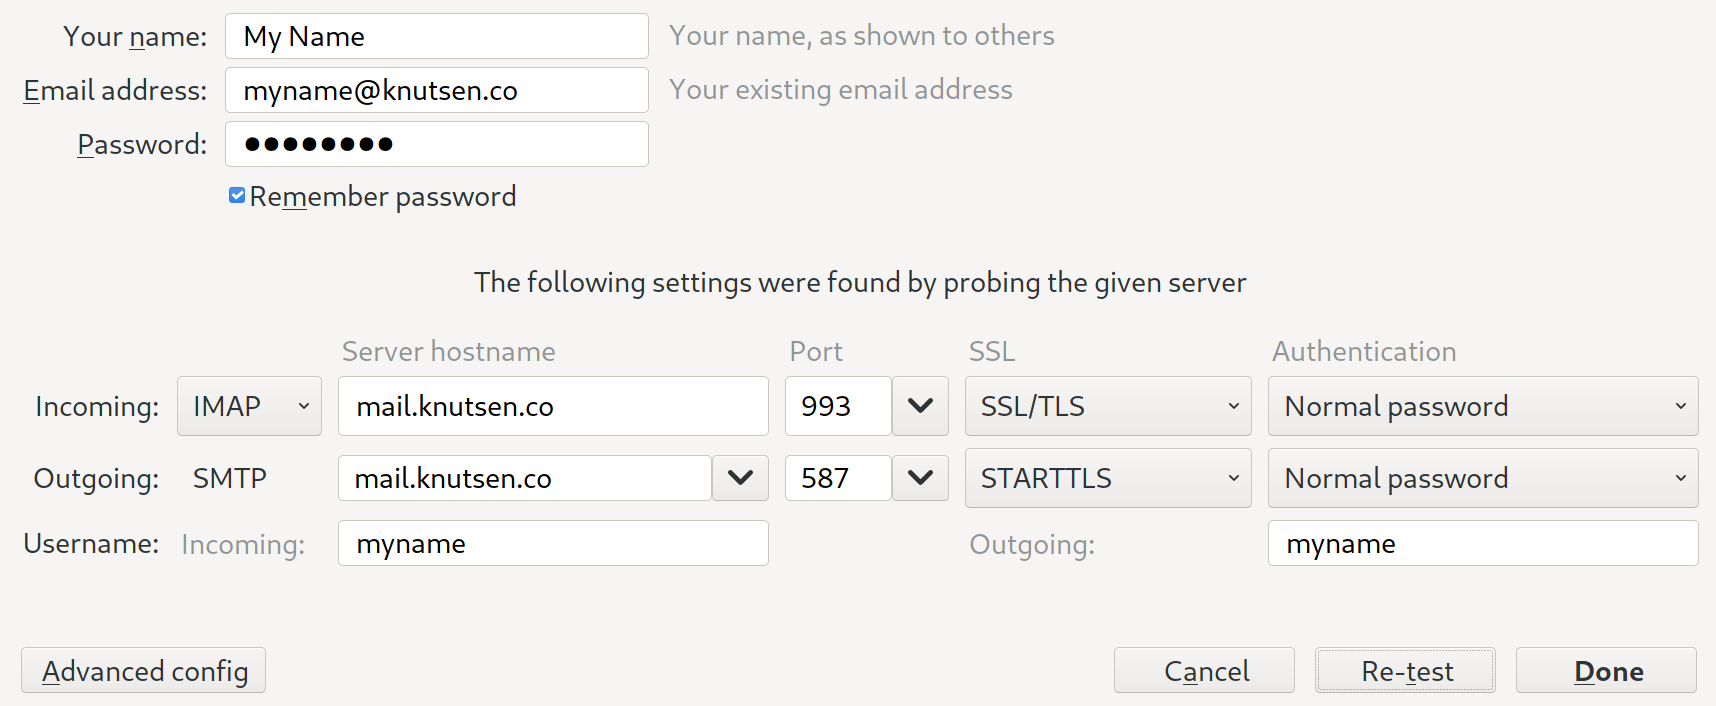 Your name: My Name Your name, as shown to others
Email address: myname@knutsen.co Your existing email address
Password: ●●●●●●●●
Remember password
The following settings were found by probing the given server
Server hostname Port SSL Authentication
Incoming: IMAP mail.knutsen.co 993 SSL/TLS Normal password
Outgoing: SMTP mail.knutsen.co 587 STARTTLS Normal password
Username: Incoming: myname Outgoing: myname
Advanced config Cancel Re-test Done